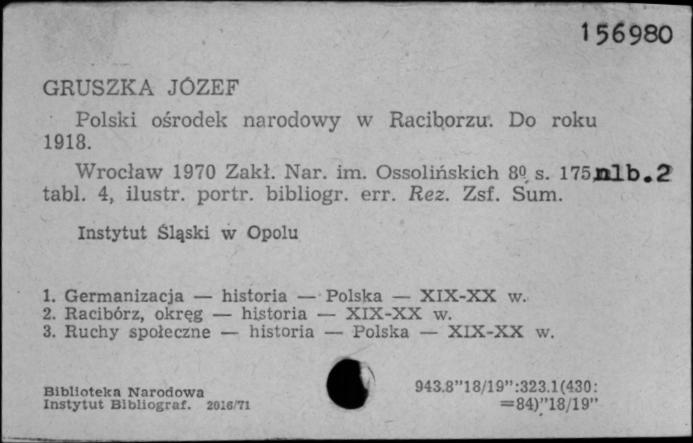 156980
GRUSZKA JÓZEF
Polski ośrodek narodowy w Raciborzu. Do roku
1918.
Wrocław 1970 Zakł. Nar. im. Ossolińskich 8º s. 175, nlb. 2
tabl. 4, ilustr. portr. bibliogr. err. Rez. Zsf. Sum.
Instytut Śląski w Opolu
1. Germanizacja — historia — Polska — XIX-XX w.
2. Racibórz, okręg — historia — XIX-XX w.
3. Ruchy społeczne — historia — Polska — XIX-XX w.
Biblioteka Narodowa
Instytut Bibliograf. 2016/71
943.8"18/19":323.1(430:
=84)"18/19"